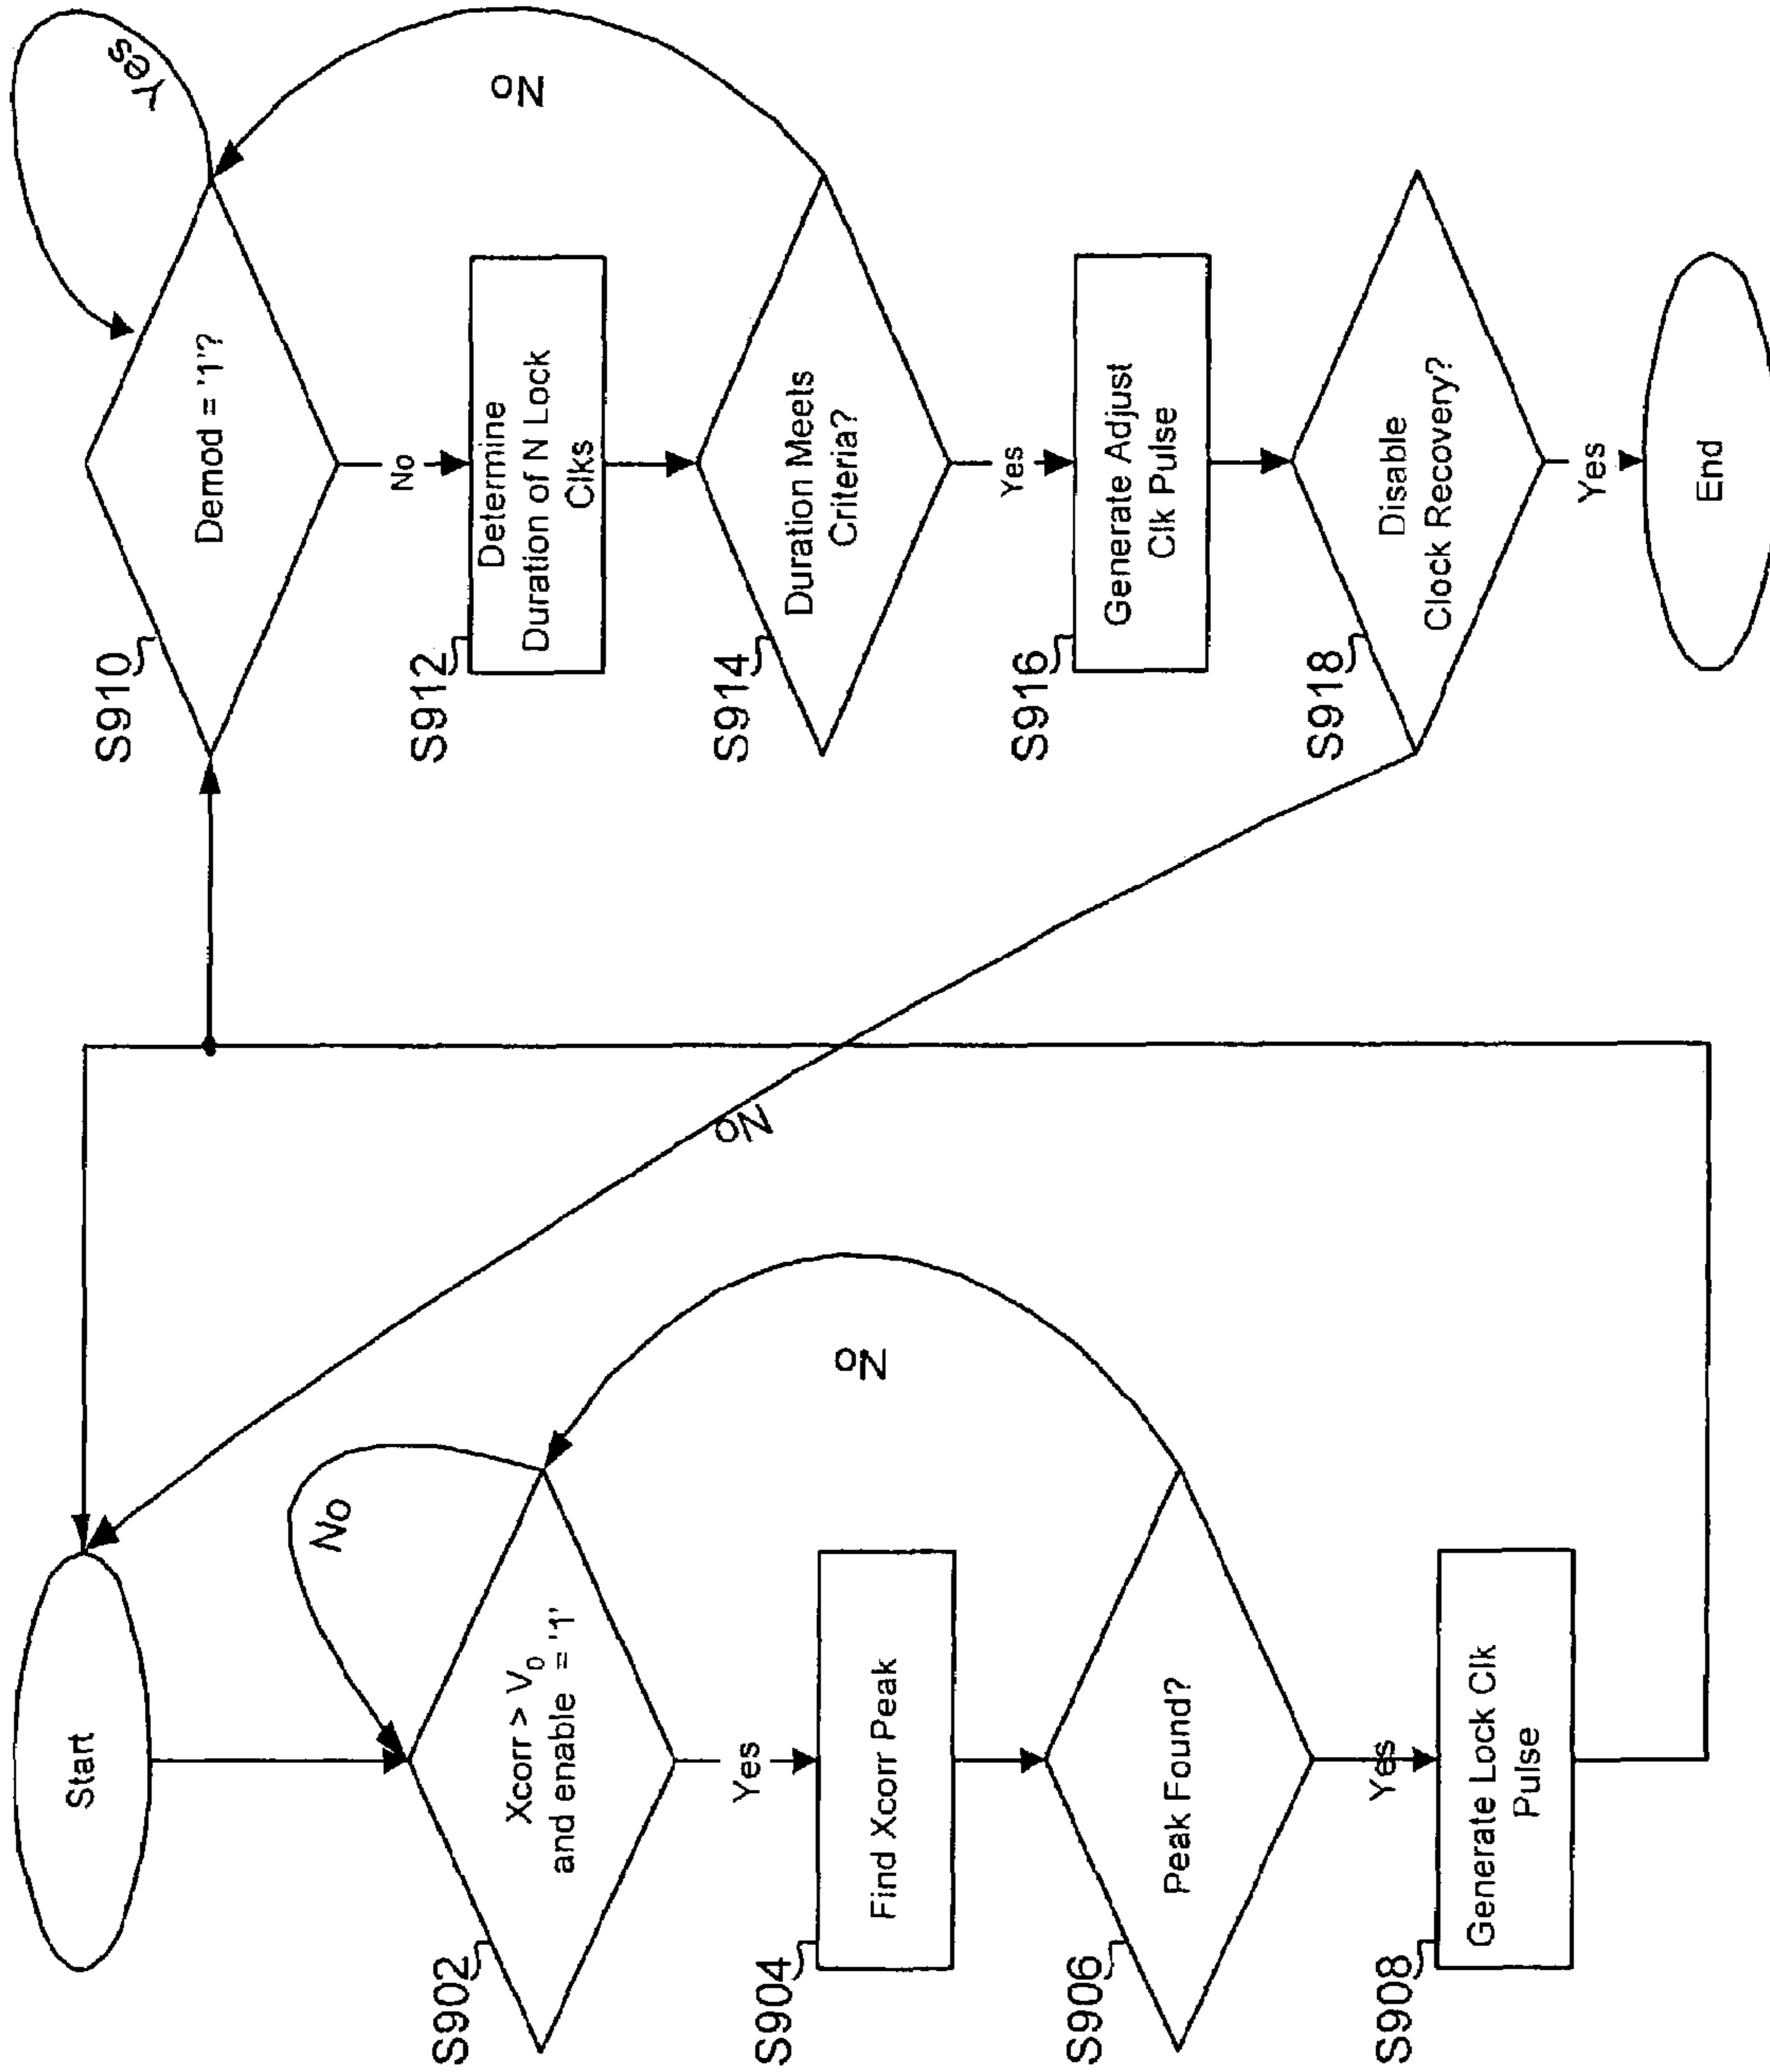 Start
S902
Xcorr > V0
and enable = '1'
No
Yes
S904
Find Xcorr Peak
S906
Peak Found?
No
Yes
S908
Generate Lock Clk
Pulse
S910
Demod = '1'?
Yes
No
S912
Determine
Duration of N Lock
Clks
S914
Duration Meets
Criteria?
No
Yes
S916
Generate Adjust
Clk Pulse
S918
Disable
Clock Recovery?
No
Yes
End